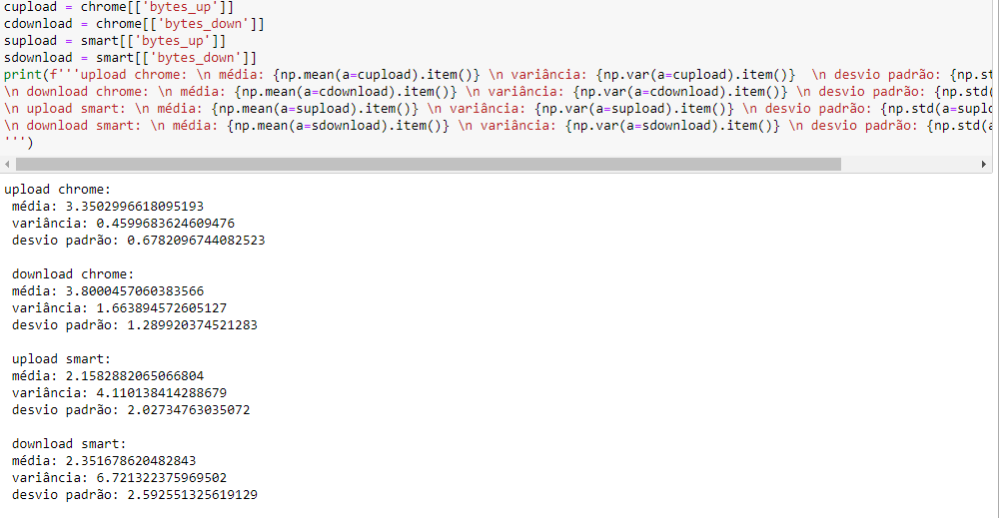 cupload = chrome[['bytes_up']]
cdownload = chrome[['bytes_down']]
supload = smart[['bytes_up']]
sdownload = smart[['bytes_down']]
print(f'''upload chrome: \n média: {np.mean(a=cupload).item()} \n variância: {np.var(a=cupload).item()}  \n desvio padrão: {np.st
\n download chrome: \n média: {np.mean(a=cdownload).item()} \n variância: {np.var(a=cdownload).item()} \n desvio padrão: {np.std(
\n upload smart: \n média: {np.mean(a=supload).item()} \n variância: {np.var(a=supload).item()} \n desvio padrão: {np.std(a=suplo
\n download smart: \n média: {np.mean(a=sdownload).item()} \n variância: {np.var(a=sdownload).item()} \n desvio padrão: {np.std(a
''')
upload chrome:
média: 3.3502996618095193
variância: 0.4599683624609476
desvio padrão: 0.6782096744082523
download chrome:
média: 3.8000457060383566
variância: 1.663894572605127
desvio padrão: 1.289920374521283
upload smart:
média: 2.1582882065066804
variância: 4.110138414288679
desvio padrão: 2.02734763035072
download smart:
média: 2.351678620482843
variância: 6.721322375969502
desvio padrão: 2.592551325619129